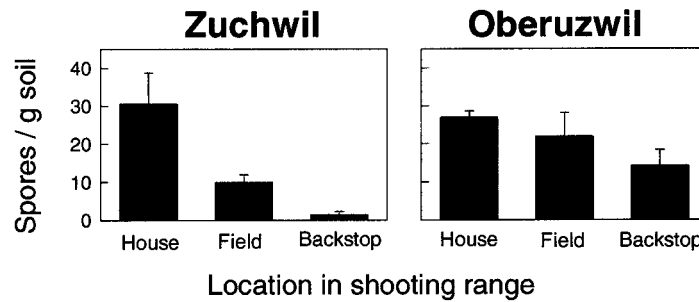 Zuchwil Oberuzwil
Spores / g soil
40
30
20
10
0
House Field Backstop House Field Backstop
Location in shooting range